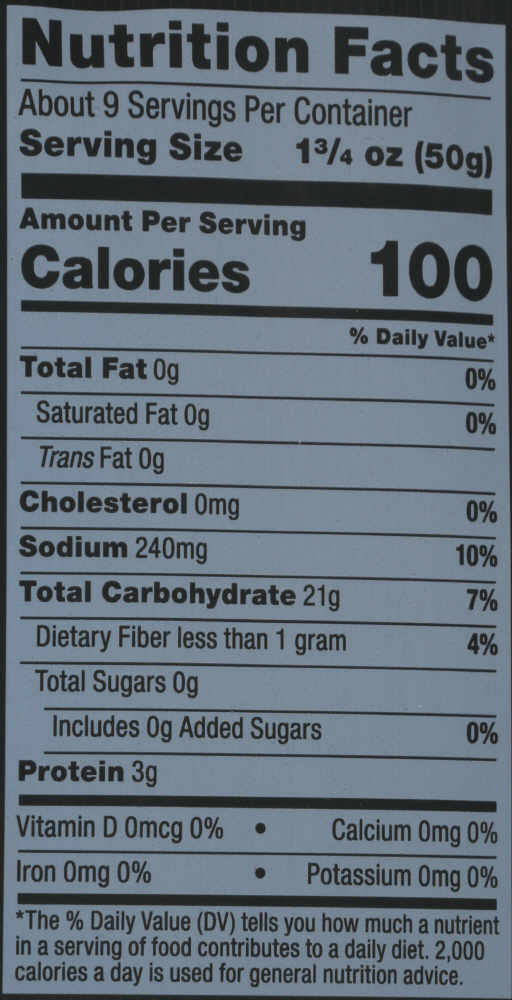 Nutrition Facts
About 9 Servings Per Container
Serving Size 1¾ oz (50g)
Amount Per Serving
Calories 100
% Daily Value*
Total Fat 0g 0%
Saturated Fat 0g 0%
Trans Fat 0g
Cholesterol 0mg 0%
Sodium 240mg 10%
Total Carbohydrate 21g 7%
Dietary Fiber less than 1 gram 4%
Total Sugars 0g
Includes 0g Added Sugars 0%
Protein 3g
Vitamin D 0mcg 0% • Calcium 0mg 0%
Iron 0mg 0% • Potassium 0mg 0%
*The % Daily Value (DV) tells you how much a nutrient
in a serving of food contributes to a daily diet. 2,000
calories a day is used for general nutrition advice.